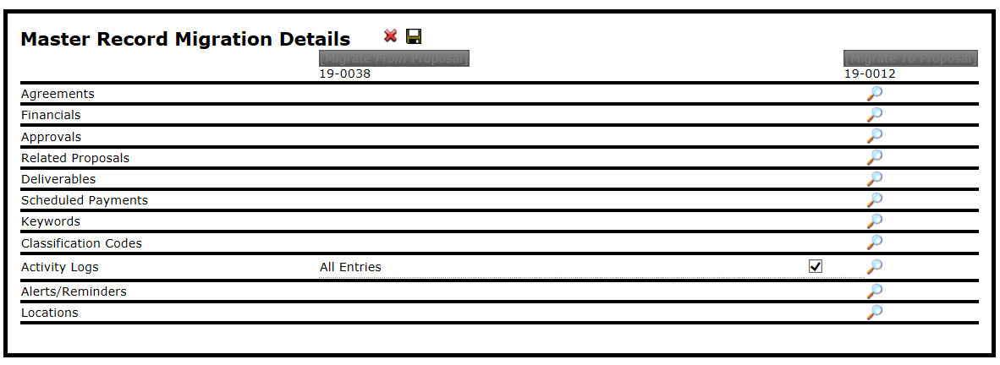 Master Record Migration Details
[Migrate From Proposal] [Migrate To Proposal]
19-0038 19-0012
Agreements
Financials
Approvals
Related Proposals
Deliverables
Scheduled Payments
Keywords
Classification Codes
Activity Logs All Entries
Alerts/Reminders
Locations